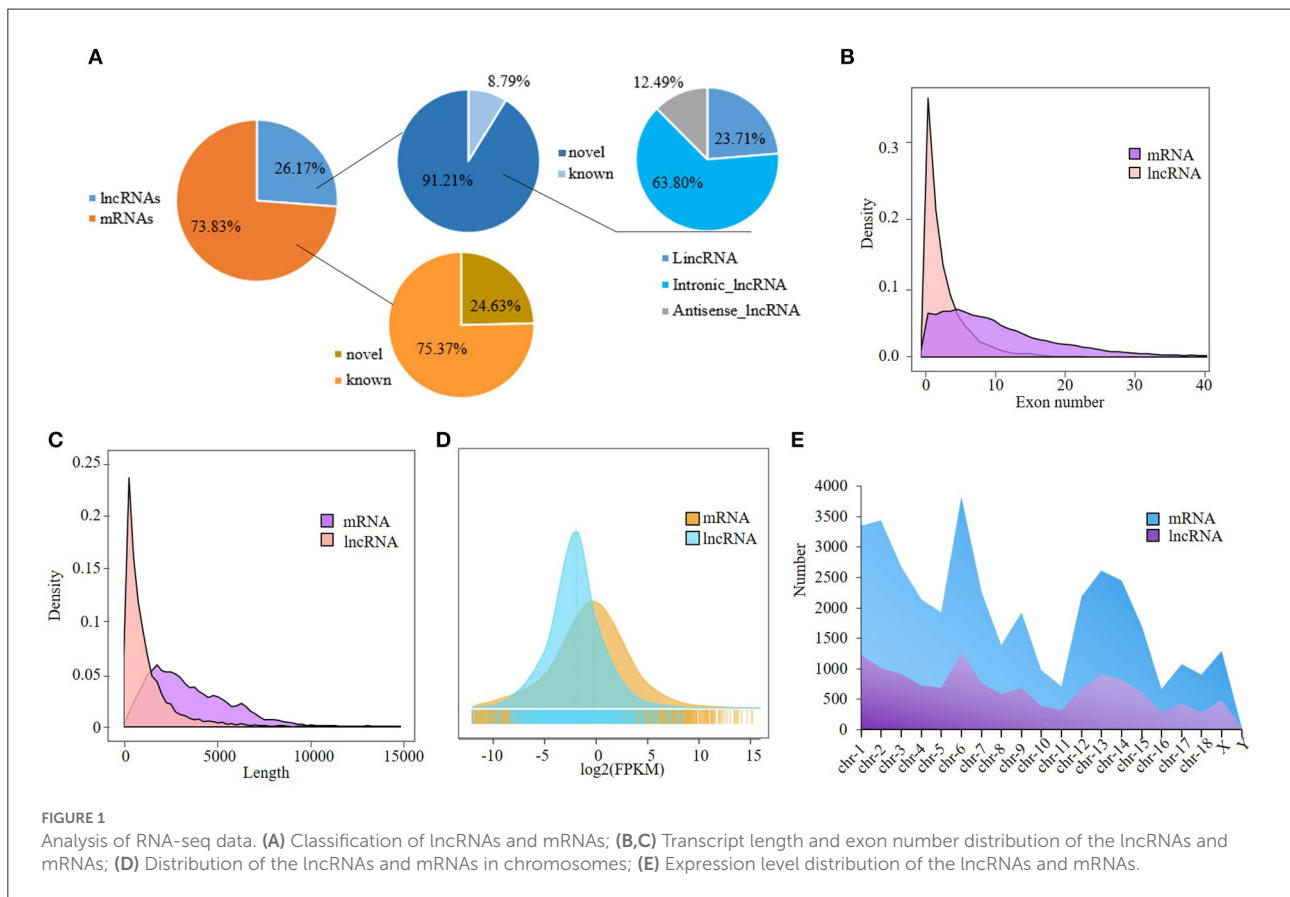 A
8.79%
12.49%
26.17%
91.21%
novel
known
23.71%
63.80%
lncRNAs
mRNAs
73.83%
LincRNA
Intronic_lncRNA
Antisense_lncRNA
24.63%
75.37%
novel
known
B
Density
0.3
0.2
0.1
0.0
mRNA
lncRNA
0 10 20 30 40
Exon number
C
Density
0.25
0.2
0.15
0.1
0.05
0
mRNA
lncRNA
0 5000 10000 15000
Length
D
mRNA
lncRNA
-10 -5 0 5 10 15
log2(FPKM)
E
Number
4000
3500
3000
2500
2000
1500
1000
500
0
mRNA
lncRNA
chr-1 chr-2 chr-3 chr-4 chr-5 chr-6 chr-7 chr-8 chr-9 chr-10 chr-11 chr-12 chr-13 chr-14 chr-15 chr-16 chr-17 chr-18 X Y
FIGURE 1
Analysis of RNA-seq data. (A) Classification of lncRNAs and mRNAs; (B,C) Transcript length and exon number distribution of the lncRNAs and
mRNAs; (D) Distribution of the lncRNAs and mRNAs in chromosomes; (E) Expression level distribution of the lncRNAs and mRNAs.